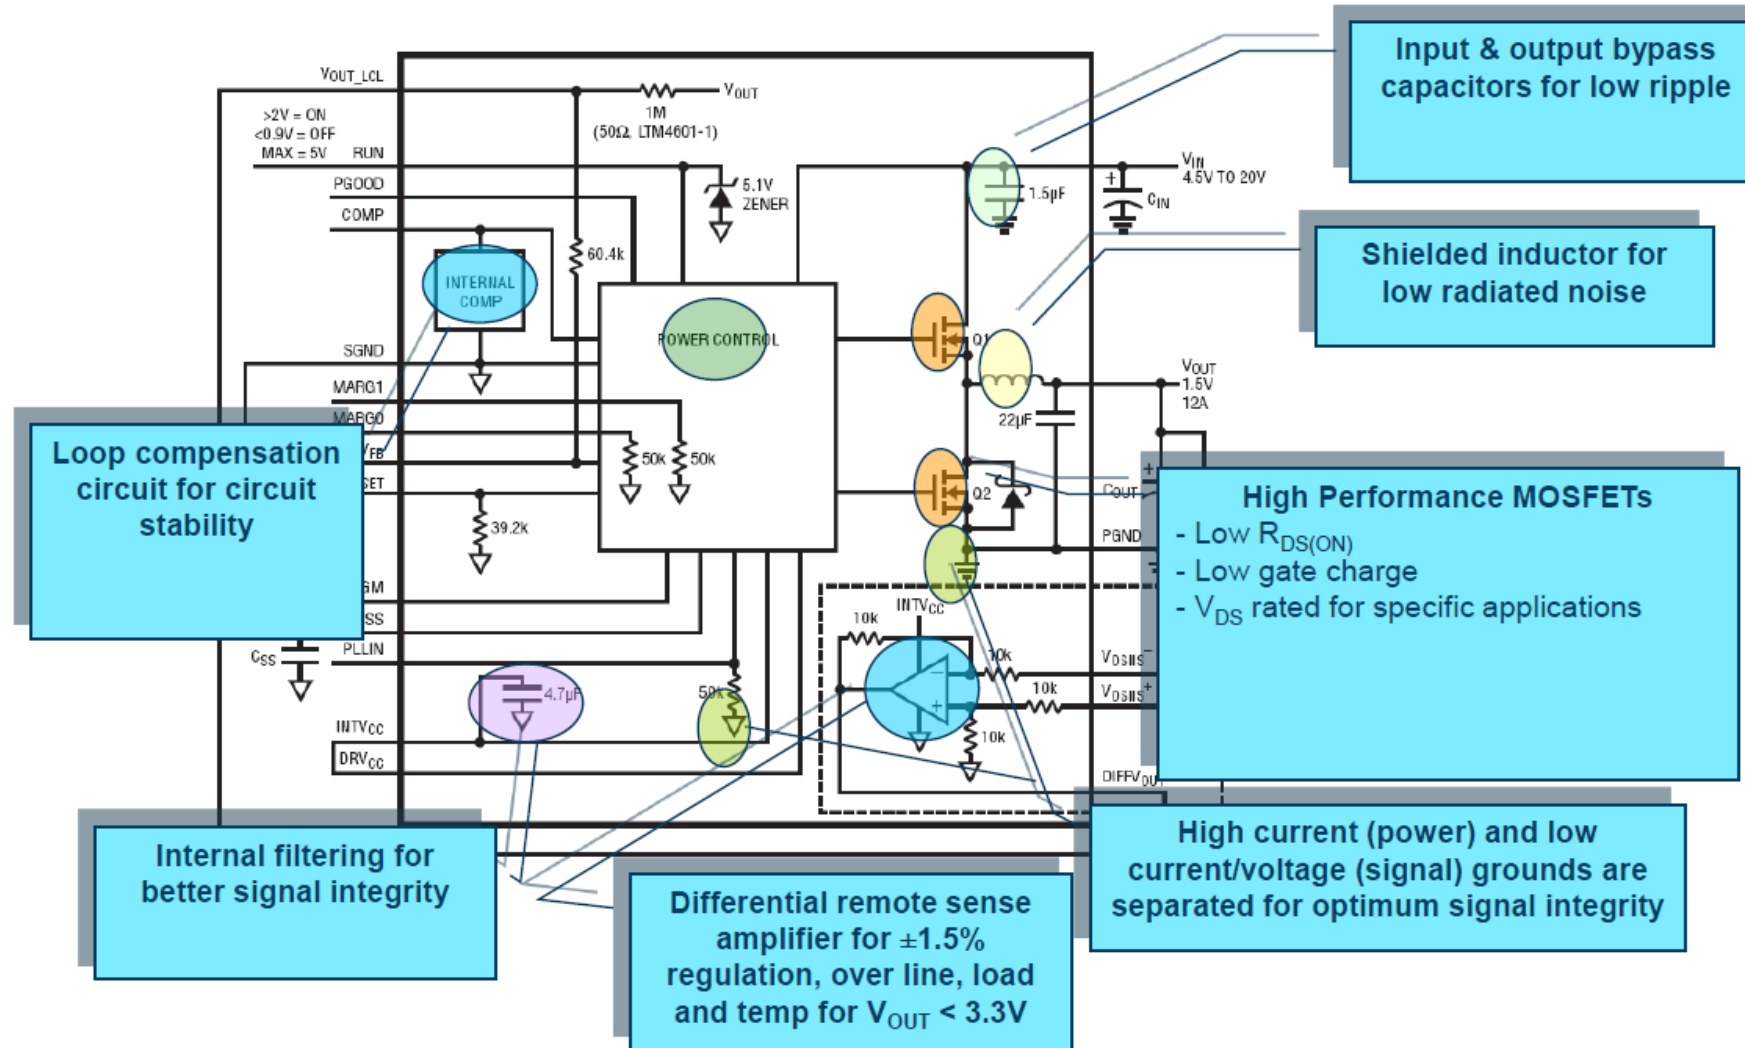 Input & output bypass
capacitors for low ripple
VOUT_LCL
VOUT
1M
(50Ω, LTM4601-1)
>2V = ON
<0.9V = OFF
MAX = 5V
RUN
PGOOD
COMP
5.1V
ZENER
1.5µF
CIN
VIN
4.5V TO 20V
60.4k
INTERNAL
COMP
POWER CONTROL
Q1
Shielded inductor for
low radiated noise
SGND
MARG1
MARG0
VFB
SET
50k
50k
39.2k
22µF
VOUT
1.5V
12A
Q2
COUT
PGND
Loop compensation
circuit for circuit
stability
High Performance MOSFETs
- Low RDS(ON)
- Low gate charge
- VDS rated for specific applications
GM
SS
CSS
PLLIN
4.7µF
50k
INTVCC
DRVCC
INTVCC
10k
10k
10k
10k
VOSNS-
VOSNS+
DIFFVOUT
Internal filtering for
better signal integrity
Differential remote sense
amplifier for ±1.5%
regulation, over line, load
and temp for VOUT < 3.3V
High current (power) and low
current/voltage (signal) grounds are
separated for optimum signal integrity